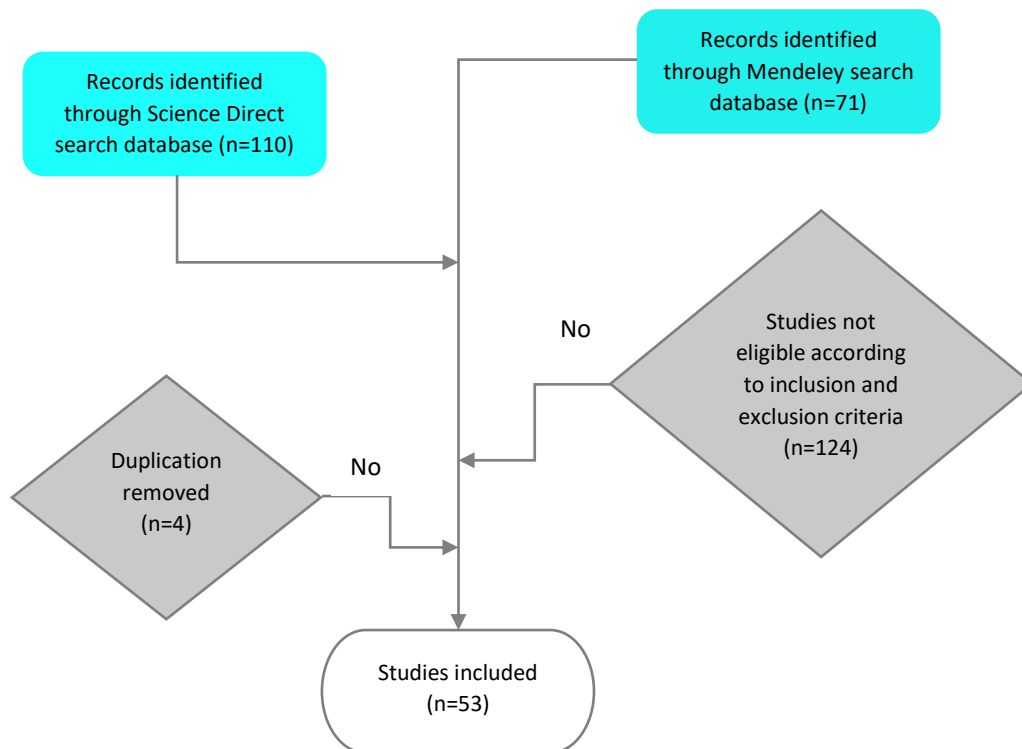 Records identified
through Mendeley search
database (n=71)
Records identified
through Science Direct
search database (n=110)
No
Studies not
eligible according
to inclusion and
exclusion criteria
(n=124)
Duplication
removed
(n=4)
No
Studies included
(n=53)